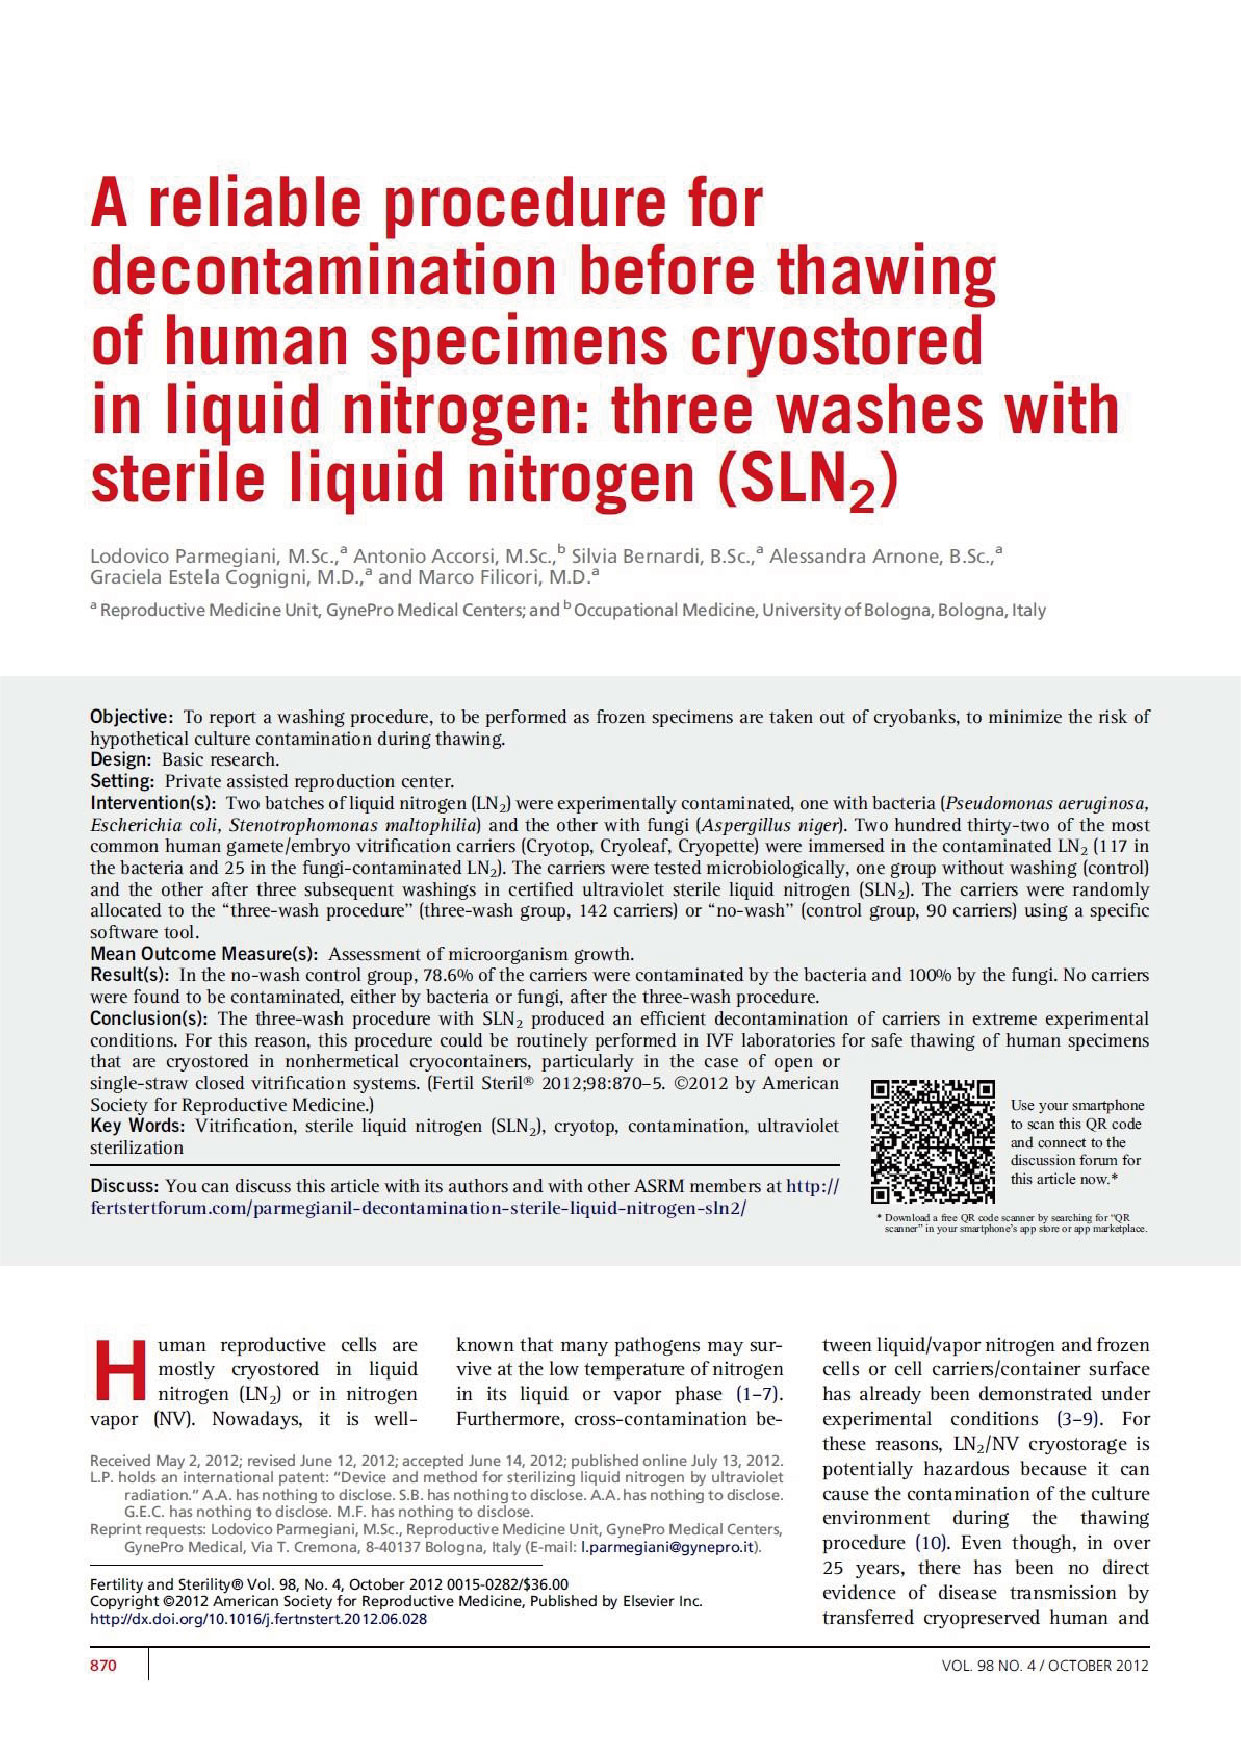 A reliable procedure for
decontamination before thawing
of human specimens cryostored
in liquid nitrogen: three washes with
sterile liquid nitrogen (SLN₂)
Lodovico Parmegiani, M.Sc.,ᵃ Antonio Accorsi, M.Sc.,ᵇ Silvia Bernardi, B.Sc.,ᵃ Alessandra Arnone, B.Sc.,ᵃ
Graciela Estela Cognigni, M.D.,ᵃ and Marco Filicori, M.D.ᵃ
ᵃ Reproductive Medicine Unit, GynePro Medical Centers; and ᵇ Occupational Medicine, University of Bologna, Bologna, Italy
Objective: To report a washing procedure, to be performed as frozen specimens are taken out of cryobanks, to minimize the risk of
hypothetical culture contamination during thawing.
Design: Basic research.
Setting: Private assisted reproduction center.
Intervention(s): Two batches of liquid nitrogen (LN₂) were experimentally contaminated, one with bacteria (Pseudomonas aeruginosa,
Escherichia coli, Stenotrophomonas maltophilia) and the other with fungi (Aspergillus niger). Two hundred thirty-two of the most
common human gamete/embryo vitrification carriers (Cryotop, Cryoleaf, Cryopette) were immersed in the contaminated LN₂ (117 in
the bacteria and 25 in the fungi-contaminated LN₂). The carriers were tested microbiologically, one group without washing (control)
and the other after three subsequent washings in certified ultraviolet sterile liquid nitrogen (SLN₂). The carriers were randomly
allocated to the “three-wash procedure” (three-wash group, 142 carriers) or “no-wash” (control group, 90 carriers) using a specific
software tool.
Mean Outcome Measure(s): Assessment of microorganism growth.
Result(s): In the no-wash control group, 78.6% of the carriers were contaminated by the bacteria and 100% by the fungi. No carriers
were found to be contaminated, either by bacteria or fungi, after the three-wash procedure.
Conclusion(s): The three-wash procedure with SLN₂ produced an efficient decontamination of carriers in extreme experimental
conditions. For this reason, this procedure could be routinely performed in IVF laboratories for safe thawing of human specimens
that are cryostored in nonhermetical cryocontainers, particularly in the case of open or
single-straw closed vitrification systems. (Fertil Steril® 2012;98:870–5. ©2012 by American
Society for Reproductive Medicine.)
Key Words: Vitrification, sterile liquid nitrogen (SLN₂), cryotop, contamination, ultraviolet
sterilization
Discuss: You can discuss this article with its authors and with other ASRM members at http://
fertstertforum.com/parmegianil-decontamination-sterile-liquid-nitrogen-sln2/
Use your smartphone
to scan this QR code
and connect to the
discussion forum for
this article now.*
* Download a free QR code scanner by searching for “QR
scanner” in your smartphone’s app store or app marketplace.
Human reproductive cells are
mostly cryostored in liquid
nitrogen (LN₂) or in nitrogen
vapor (NV). Nowadays, it is well-
known that many pathogens may sur-
vive at the low temperature of nitrogen
in its liquid or vapor phase (1–7).
Furthermore, cross-contamination be-
tween liquid/vapor nitrogen and frozen
cells or cell carriers/container surface
has already been demonstrated under
experimental conditions (3–9). For
these reasons, LN₂/NV cryostorage is
potentially hazardous because it can
cause the contamination of the culture
environment during the thawing
procedure (10). Even though, in over
25 years, there has been no direct
evidence of disease transmission by
transferred cryopreserved human and
Received May 2, 2012; revised June 12, 2012; accepted June 14, 2012; published online July 13, 2012.
L.P. holds an international patent: “Device and method for sterilizing liquid nitrogen by ultraviolet
radiation.” A.A. has nothing to disclose. S.B. has nothing to disclose. A.A. has nothing to disclose.
G.E.C. has nothing to disclose. M.F. has nothing to disclose.
Reprint requests: Lodovico Parmegiani, M.Sc., Reproductive Medicine Unit, GynePro Medical Centers,
GynePro Medical, Via T. Cremona, 8-40137 Bologna, Italy (E-mail: l.parmegiani@gynepro.it).
Fertility and Sterility® Vol. 98, No. 4, October 2012 0015-0282/$36.00
Copyright ©2012 American Society for Reproductive Medicine, Published by Elsevier Inc.
http://dx.doi.org/10.1016/j.fertnstert.2012.06.028
870
VOL. 98 NO. 4 / OCTOBER 2012